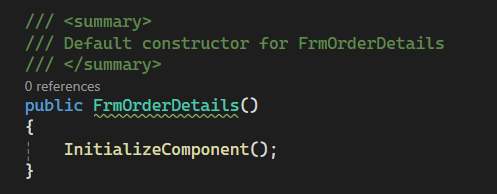 /// <summary>
/// Default constructor for FrmOrderDetails
/// </summary>
0 references
public FrmOrderDetails()
{
InitializeComponent();
}